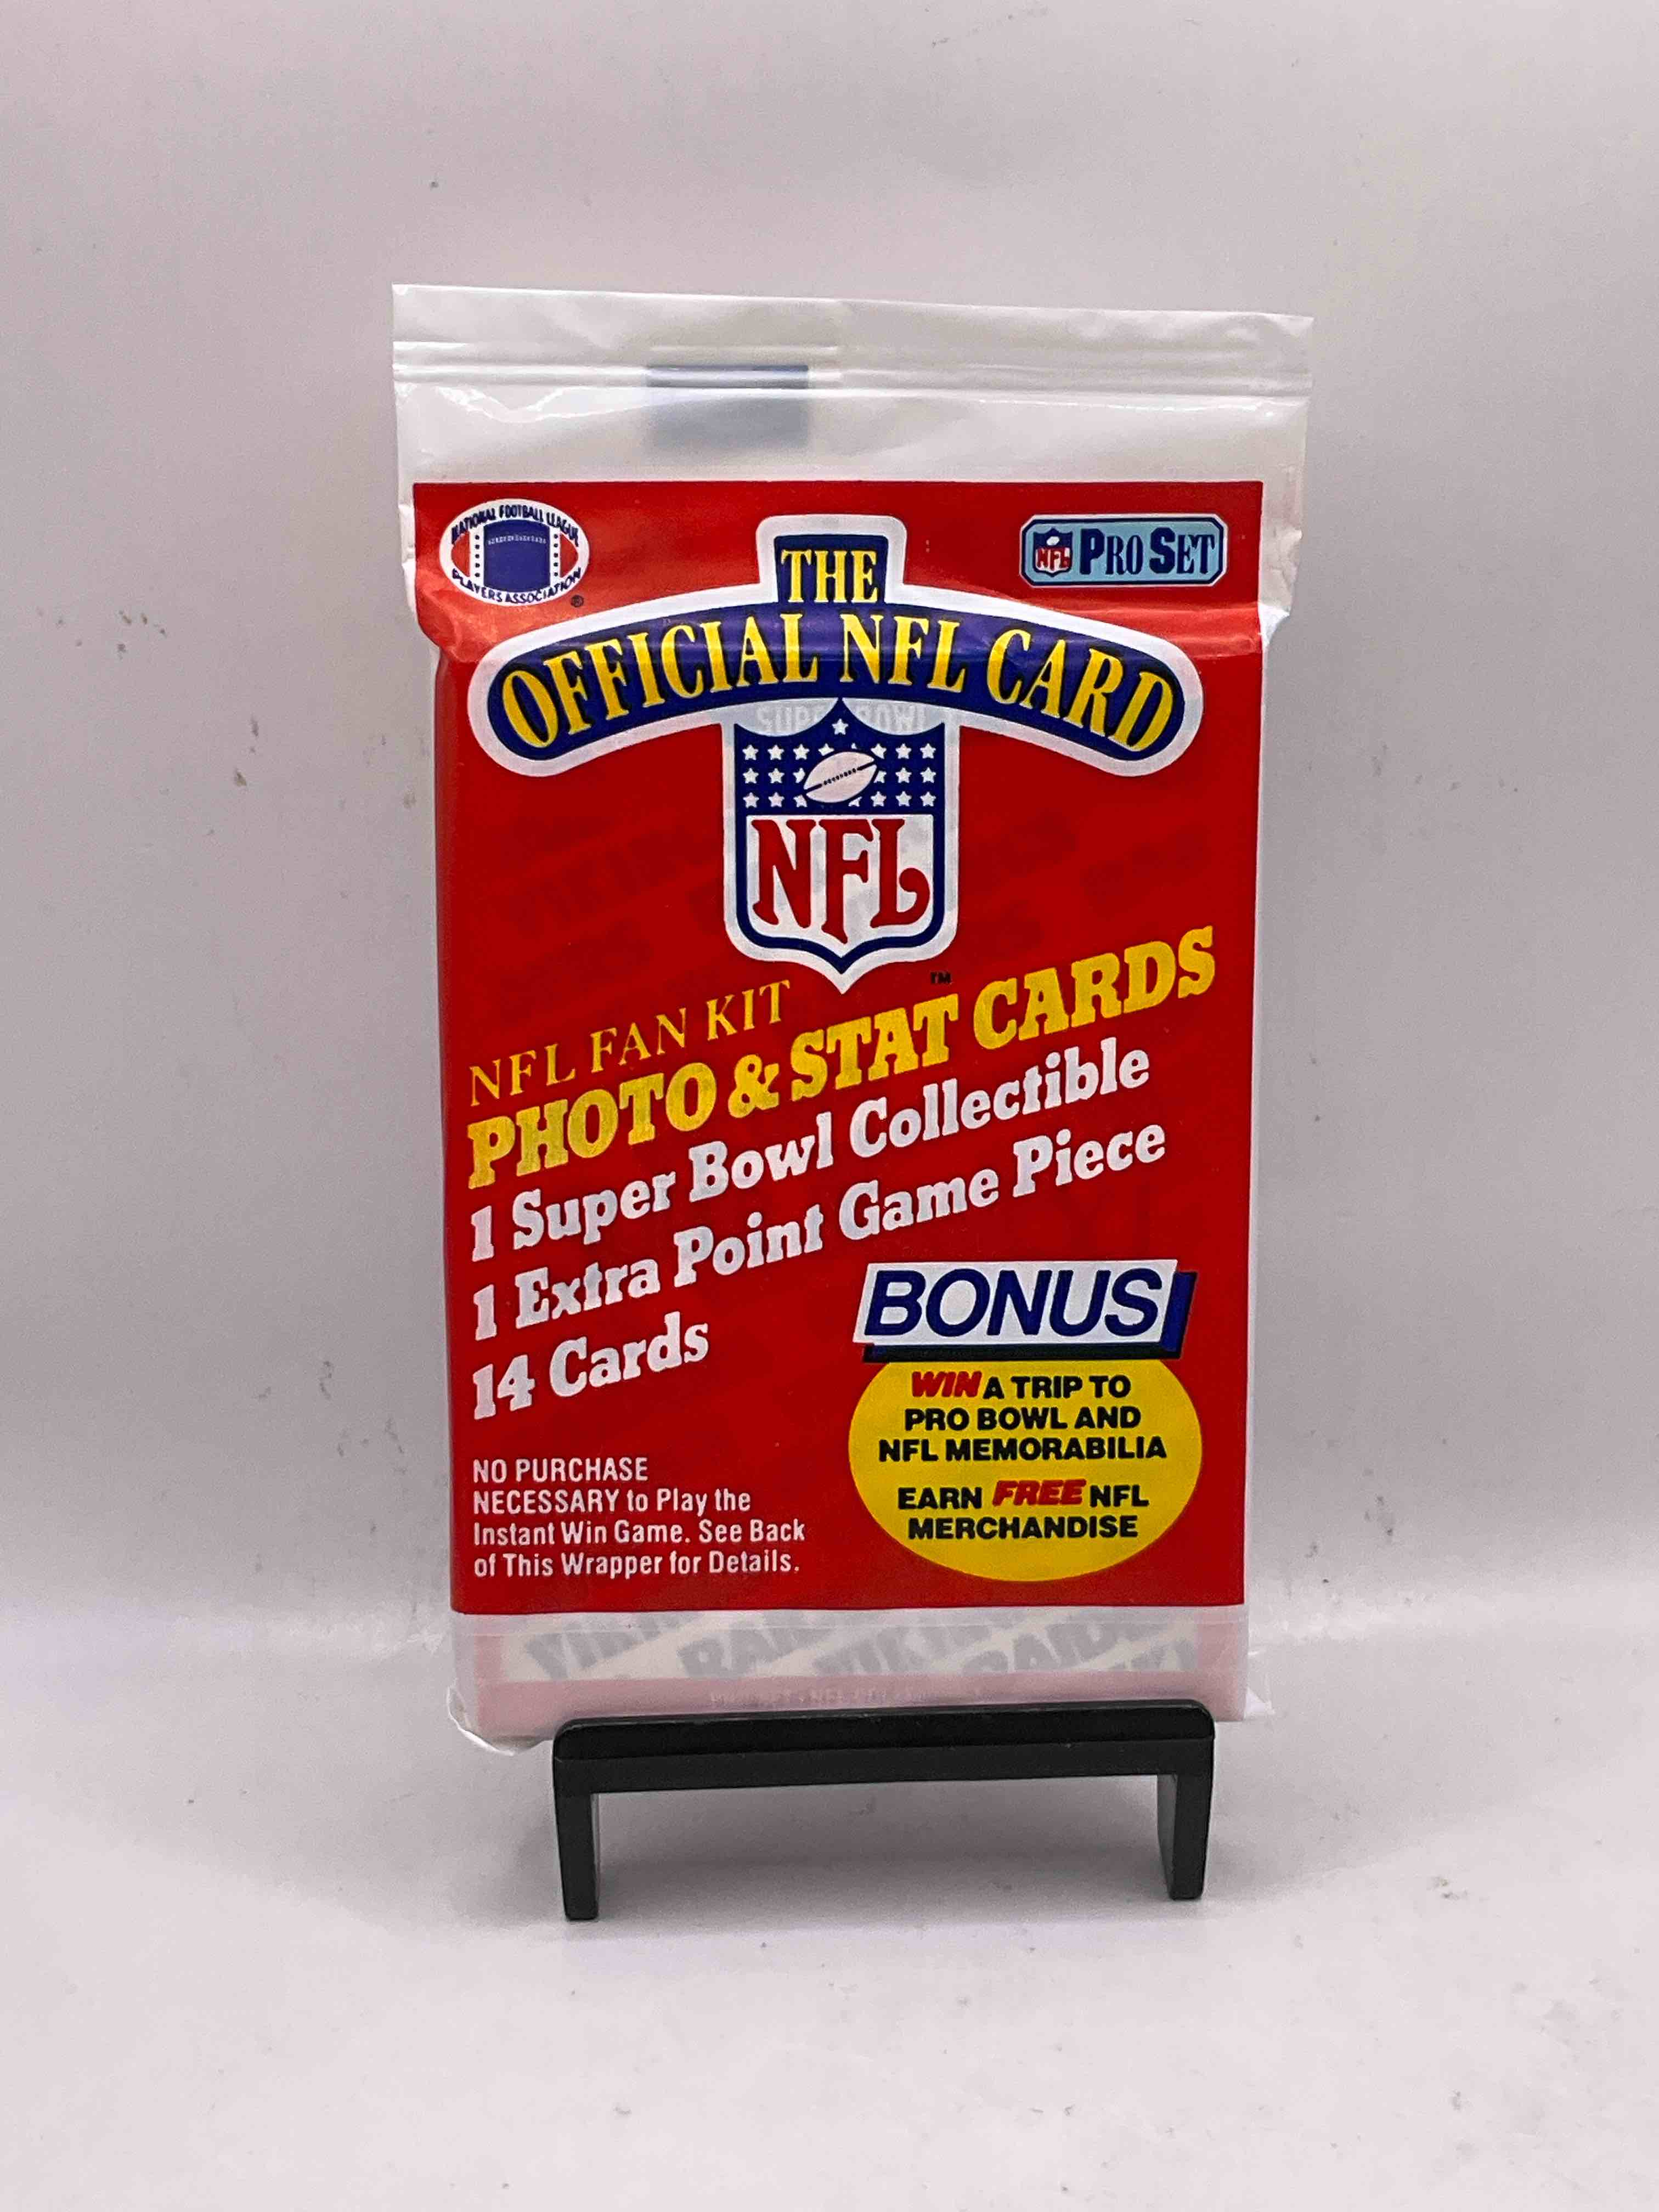 NATIONAL FOOTBALL LEAGUE
PLAYERS ASSOCIATION
®
NFL PRO SET
THE
OFFICIAL NFL CARD
SUPER BOWL
NFL
TM
NFL FAN KIT
PHOTO & STAT CARDS
1 Super Bowl Collectible
1 Extra Point Game Piece
14 Cards
BONUS
WIN A TRIP TO
PRO BOWL AND
NFL MEMORABILIA
EARN FREE NFL
MERCHANDISE
NO PURCHASE
NECESSARY to Play the
Instant Win Game. See Back
of This Wrapper for Details.